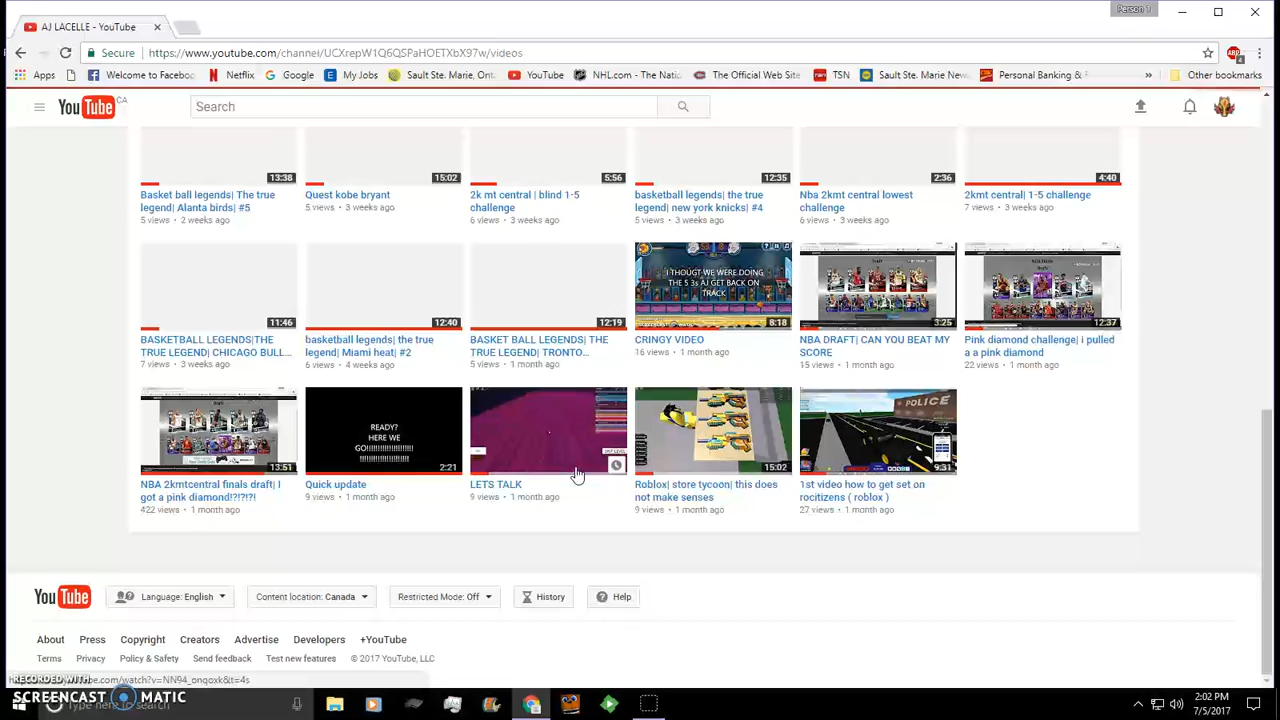 Person 1
AJ LACELLE - YouTube
Secure https://www.youtube.com/channel/UCXrepW1Q6QSPaHOETXbX97w/videos
ABP 4
Apps Welcome to Faceboo Netflix Google My Jobs Sault Ste. Marie, Ont YouTube NHL.com - The Natio The Official Web Site TSN Sault Ste. Marie New Personal Banking & » Other bookmarks
YouTube CA Search
13:38 15:02 5:56 12:35 2:36 4:40
Basket ball legends| The true
legend| Alanta birds| #5
5 views • 2 weeks ago
Quest kobe bryant
5 views • 3 weeks ago
2k mt central | blind 1-5
challenge
6 views • 3 weeks ago
basketball legends| the true
legend| new york knicks| #4
5 views • 3 weeks ago
Nba 2kmt central lowest
challenge
6 views • 3 weeks ago
2kmt central| 1-5 challenge
7 views • 3 weeks ago
I THOUGT WE WERE DOING
THE 5 3s AJ GET BACK ON
TRACK
11:46 12:40 12:19 8:18 3:25 12:37
BASKETBALL LEGENDS|THE
TRUE LEGEND| CHICAGO BULL...
7 views • 3 weeks ago
basketball legends| the true
legend| Miami heat| #2
6 views • 4 weeks ago
BASKET BALL LEGENDS| THE
TRUE LEGEND| TRONTO...
5 views • 1 month ago
CRINGY VIDEO
16 views • 1 month ago
NBA DRAFT| CAN YOU BEAT MY
SCORE
15 views • 1 month ago
Pink diamond challenge| i pulled
a a pink diamond
22 views • 1 month ago
READY?
HERE WE
GO!!!!!!!!!!!!!!!!!!!!!!
POLICE
13:51 2:21 15:02 9:31
NBA 2kmtcentral finals draft| I
got a pink diamond!?!?!?!
422 views • 1 month ago
Quick update
9 views • 1 month ago
LETS TALK
9 views • 1 month ago
Roblox| store tycoon| this does
not make senses
9 views • 1 month ago
1st video how to get set on
rocitizens ( roblox )
27 views • 1 month ago
YouTube Language: English Content location: Canada Restricted Mode: Off History Help
About Press Copyright Creators Advertise Developers +YouTube
Terms Privacy Policy & Safety Send feedback Test new features © 2017 YouTube, LLC
RECORDED WITH
SCREENCAST MATIC
2:02 PM
7/5/2017